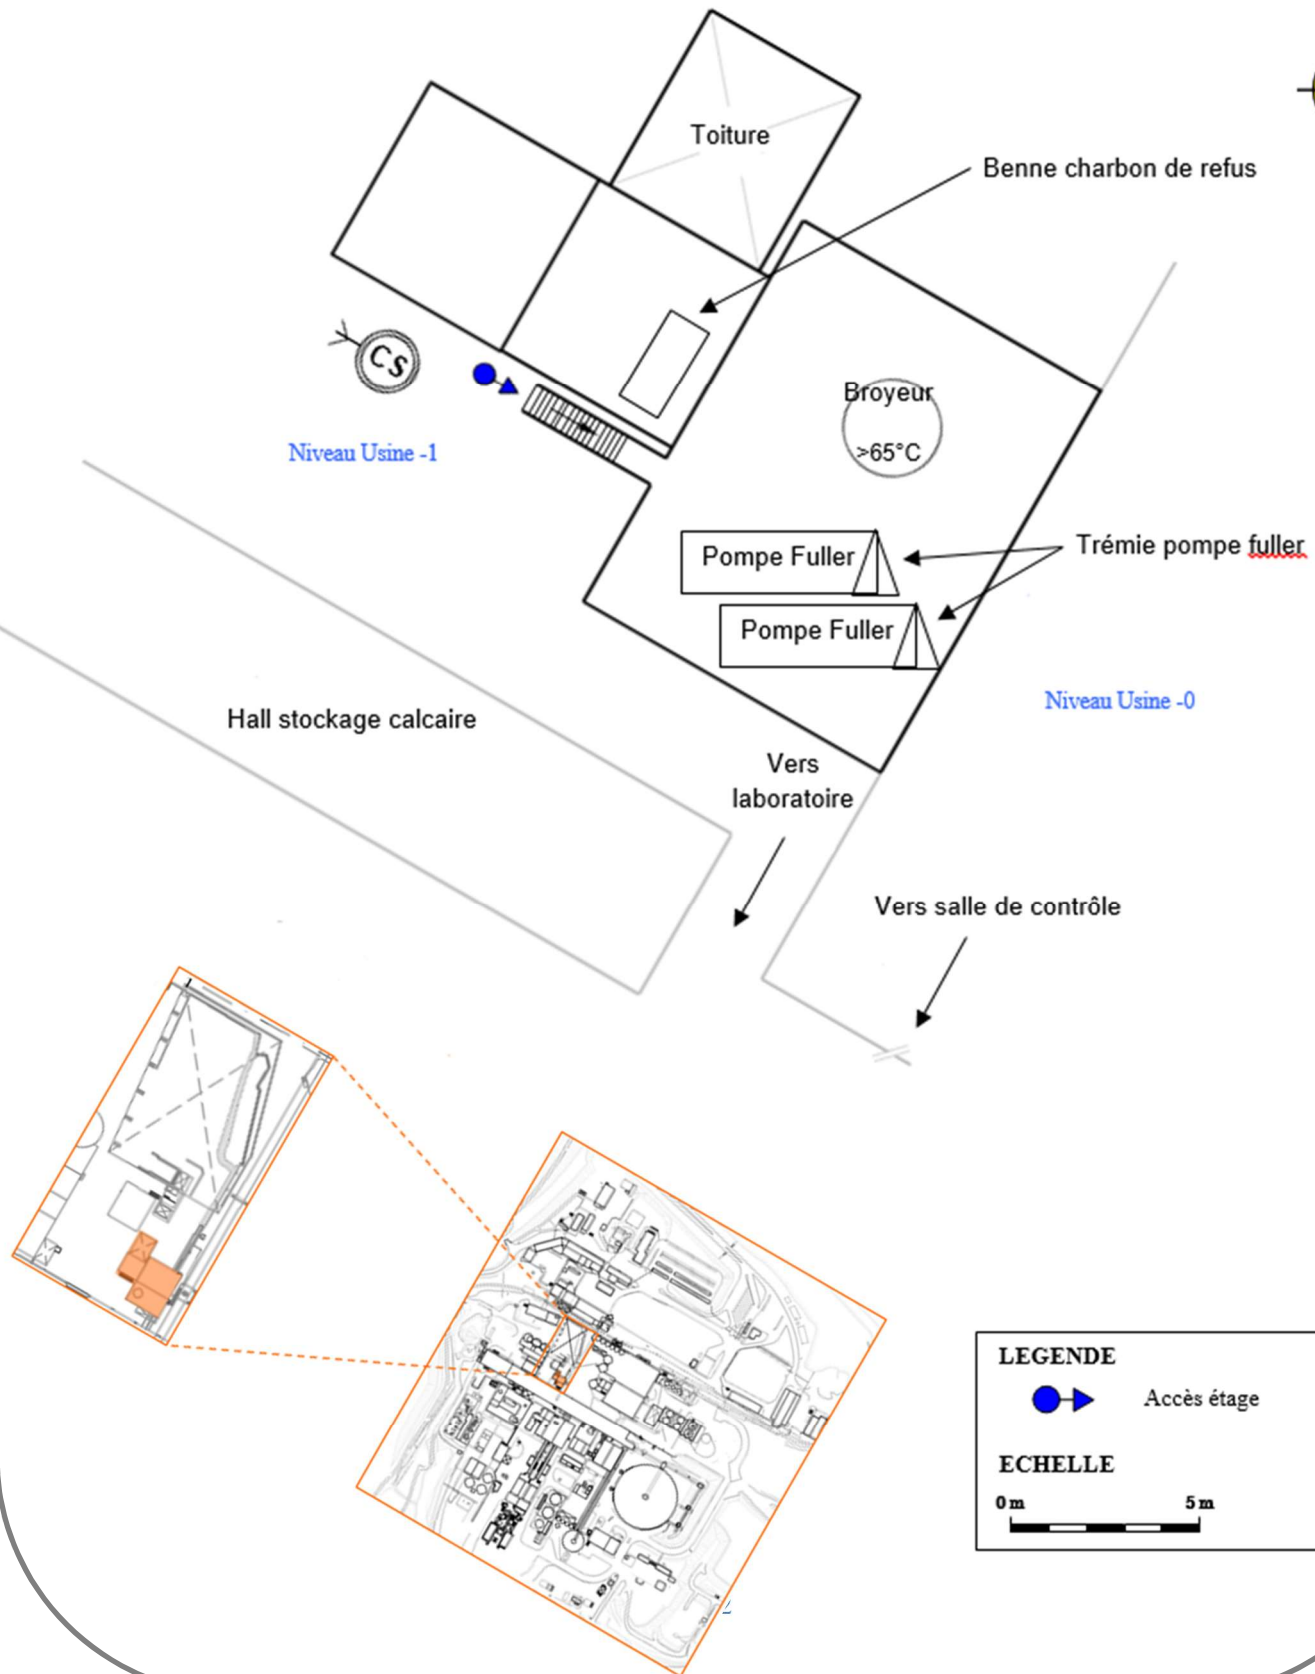 Toiture
Benne charbon de refus
CS
Niveau Usine -1
Broyeur
>65°C
Pompe Fuller
Trémie pompe fuller
Pompe Fuller
Niveau Usine -0
Hall stockage calcaire
Vers
laboratoire
Vers salle de contrôle
LEGENDE
Accès étage
ECHELLE
0 m
5 m